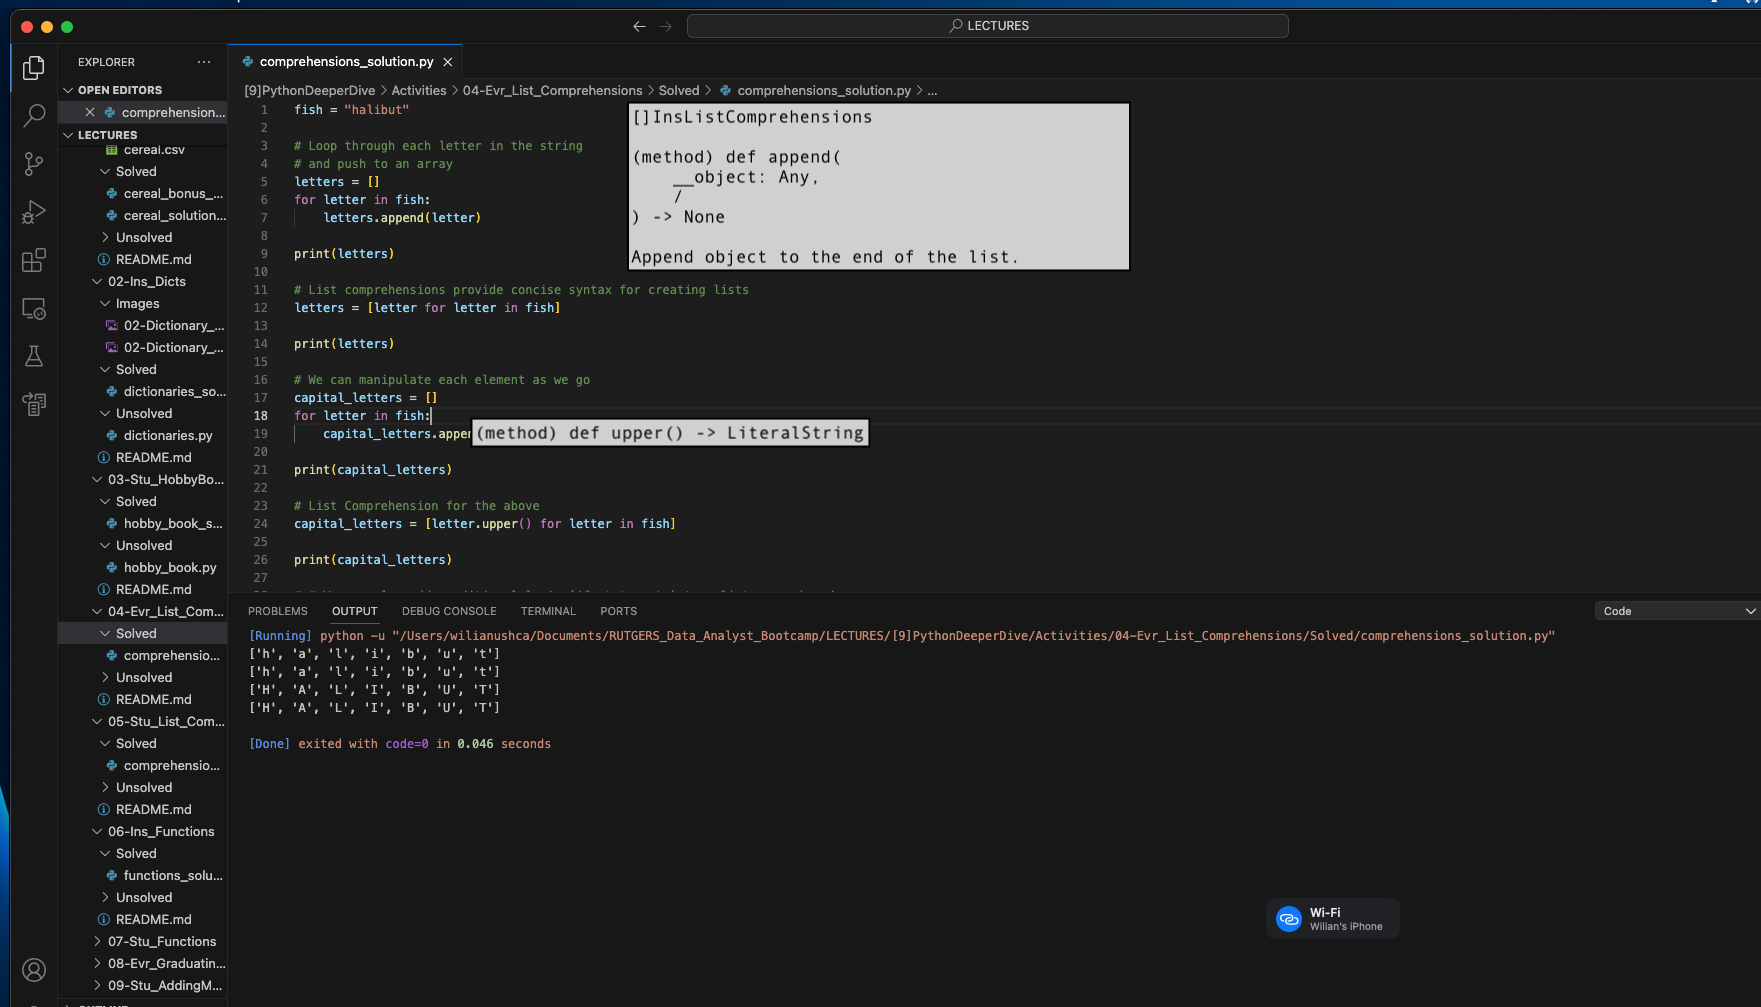 LECTURES
EXPLORER
comprehensions_solution.py
OPEN EDITORS
comprehension...
LECTURES
cereal.csv
Solved
cereal_bonus_...
cereal_solution...
Unsolved
README.md
02-Ins_Dicts
Images
02-Dictionary_...
02-Dictionary_...
Solved
dictionaries_so...
Unsolved
dictionaries.py
README.md
03-Stu_HobbyBo...
Solved
hobby_book_s...
Unsolved
hobby_book.py
README.md
04-Evr_List_Com...
Solved
comprehensio...
Unsolved
README.md
05-Stu_List_Com...
Solved
comprehensio...
Unsolved
README.md
06-Ins_Functions
Solved
functions_solu...
Unsolved
README.md
07-Stu_Functions
08-Evr_Graduatin...
09-Stu_AddingM...
[9]PythonDeeperDive > Activities > 04-Evr_List_Comprehensions > Solved > comprehensions_solution.py > ...
1 fish = "halibut"
2
3 # Loop through each letter in the string
4 # and push to an array
5 letters = []
6 for letter in fish:
7 letters.append(letter)
8
9 print(letters)
10
11 # List comprehensions provide concise syntax for creating lists
12 letters = [letter for letter in fish]
13
14 print(letters)
15
16 # We can manipulate each element as we go
17 capital_letters = []
18 for letter in fish:
19 capital_letters.appen
20
21 print(capital_letters)
22
23 # List Comprehension for the above
24 capital_letters = [letter.upper() for letter in fish]
25
26 print(capital_letters)
27
[]InsListComprehensions
(method) def append(
__object: Any,
/
) -> None
Append object to the end of the list.
(method) def upper() -> LiteralString
PROBLEMS OUTPUT DEBUG CONSOLE TERMINAL PORTS
Code
[Running] python -u "/Users/wilianushca/Documents/RUTGERS_Data_Analyst_Bootcamp/LECTURES/[9]PythonDeeperDive/Activities/04-Evr_List_Comprehensions/Solved/comprehensions_solution.py"
['h', 'a', 'l', 'i', 'b', 'u', 't']
['h', 'a', 'l', 'i', 'b', 'u', 't']
['H', 'A', 'L', 'I', 'B', 'U', 'T']
['H', 'A', 'L', 'I', 'B', 'U', 'T']
[Done] exited with code=0 in 0.046 seconds
Wi-Fi
Wilian's iPhone